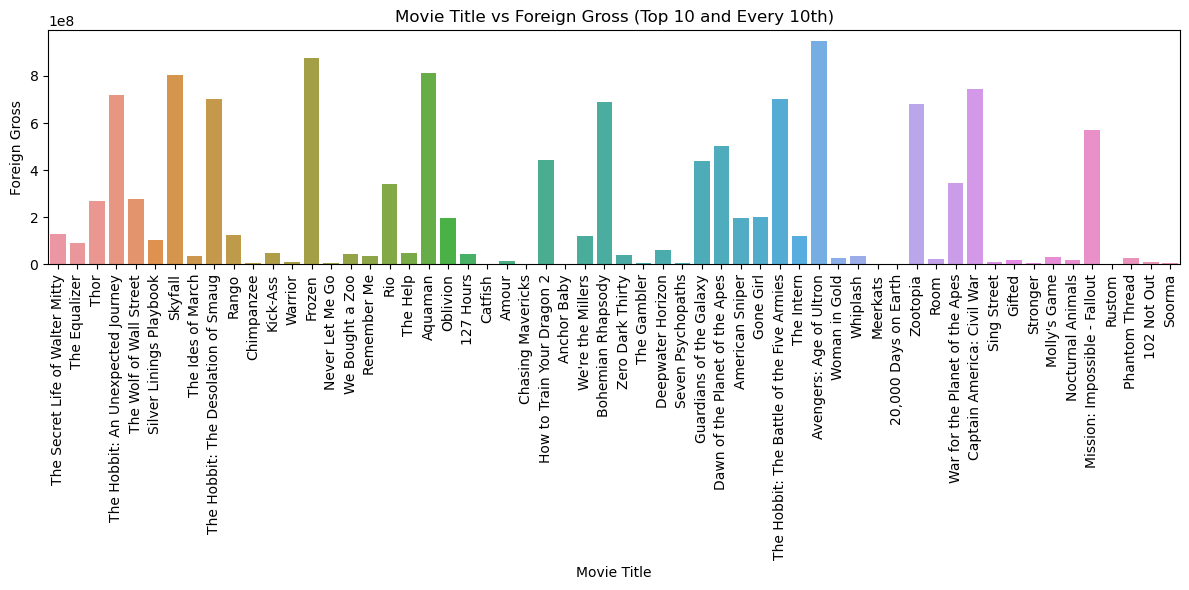 Movie Title vs Foreign Gross (Top 10 and Every 10th)
1e8
Foreign Gross
8
6
4
2
0
The Secret Life of Walter Mitty
The Equalizer
Thor
The Hobbit: An Unexpected Journey
The Wolf of Wall Street
Silver Linings Playbook
Skyfall
The Ides of March
The Hobbit: The Desolation of Smaug
Rango
Chimpanzee
Kick-Ass
Warrior
Frozen
Never Let Me Go
We Bought a Zoo
Remember Me
Rio
The Help
Aquaman
Oblivion
127 Hours
Catfish
Amour
Chasing Mavericks
How to Train Your Dragon 2
Anchor Baby
We're the Millers
Bohemian Rhapsody
Zero Dark Thirty
The Gambler
Deepwater Horizon
Seven Psychopaths
Guardians of the Galaxy
Dawn of the Planet of the Apes
American Sniper
Gone Girl
The Hobbit: The Battle of the Five Armies
The Intern
Avengers: Age of Ultron
Woman in Gold
Whiplash
Meerkats
20,000 Days on Earth
Zootopia
Room
War for the Planet of the Apes
Captain America: Civil War
Sing Street
Gifted
Stronger
Molly's Game
Nocturnal Animals
Mission: Impossible - Fallout
Rustom
Phantom Thread
102 Not Out
Soorma
Movie Title